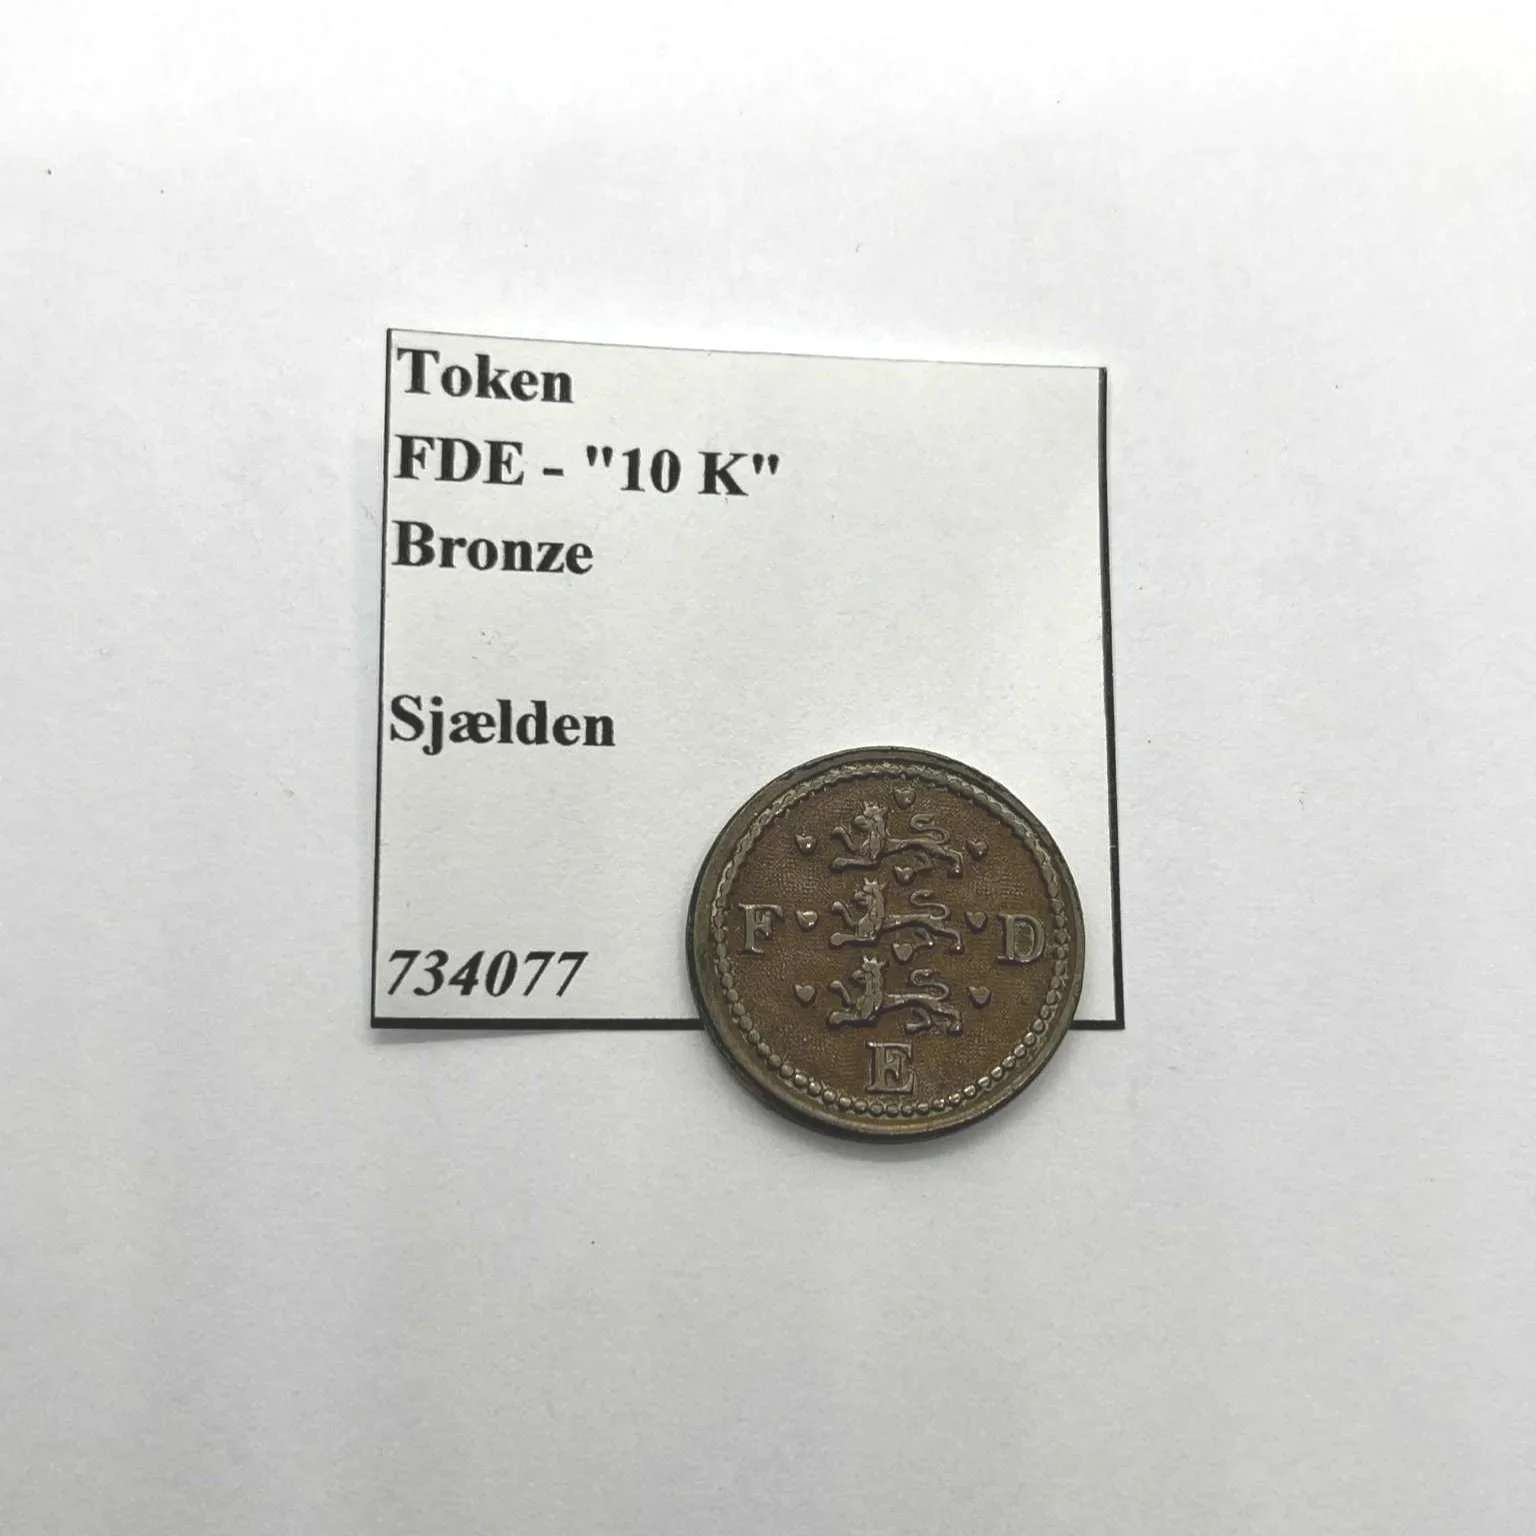 Token
FDE - "10 K"
Bronze
Sjælden
734077
F D
E